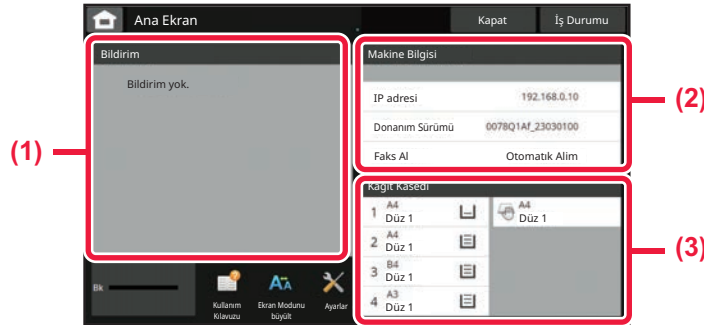 Ana Ekran
Kapat
İş Durumu
Bildirim
Bildirim yok.
Makine Bilgisi
IP adresi 192.168.0.10
Donanım Sürümü 0078Q1Af_23030100
Faks Al Otomatık Alim
Kağıt Kasedi
1 A4
Düz 1
2 A4
Düz 1
3 B4
Düz 1
4 A3
Düz 1
A4
Düz 1
Bk
Kullanım
Kılavuzu
AA
Ekran Modunu
büyült
Ayarlar
(1)
(2)
(3)